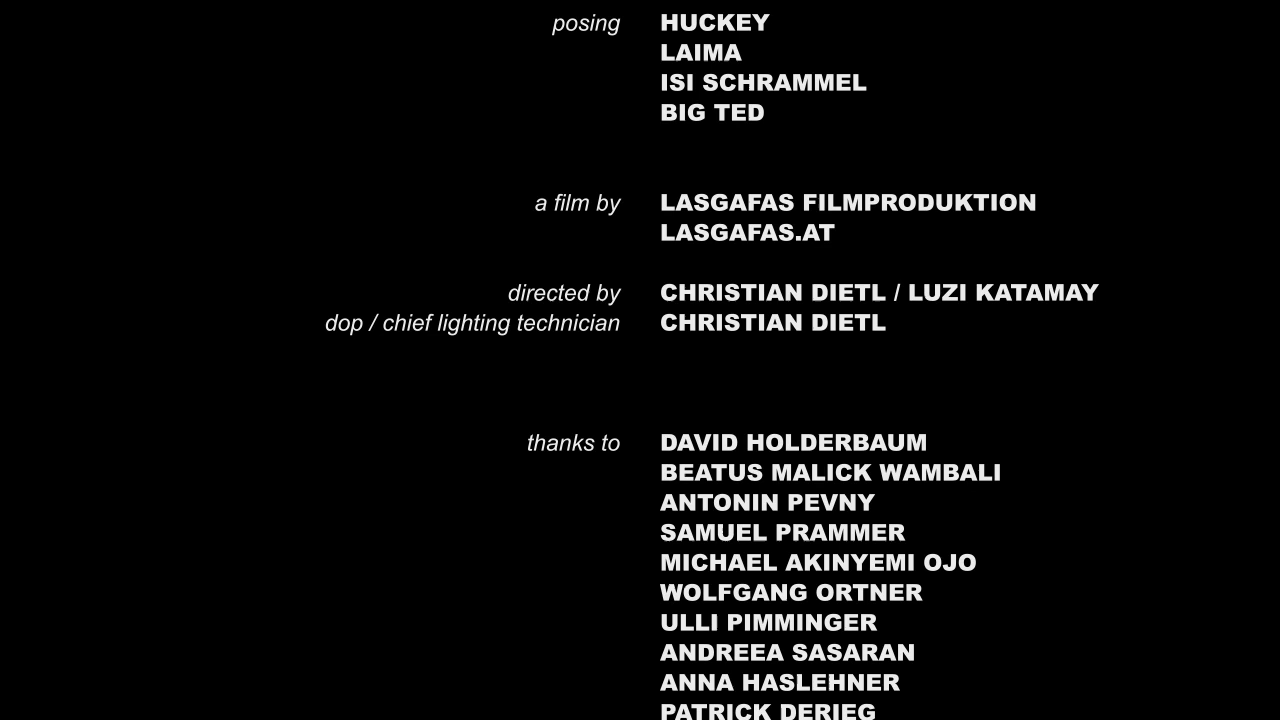 posing HUCKEY
LAIMA
ISI SCHRAMMEL
BIG TED
a film by LASGAFAS FILMPRODUKTION
LASGAFAS.AT
directed by CHRISTIAN DIETL / LUZI KATAMAY
dop / chief lighting technician CHRISTIAN DIETL
thanks to DAVID HOLDERBAUM
BEATUS MALICK WAMBALI
ANTONIN PEVNY
SAMUEL PRAMMER
MICHAEL AKINYEMI OJO
WOLFGANG ORTNER
ULLI PIMMINGER
ANDREEA SASARAN
ANNA HASLEHNER
PATRICK DERIEG